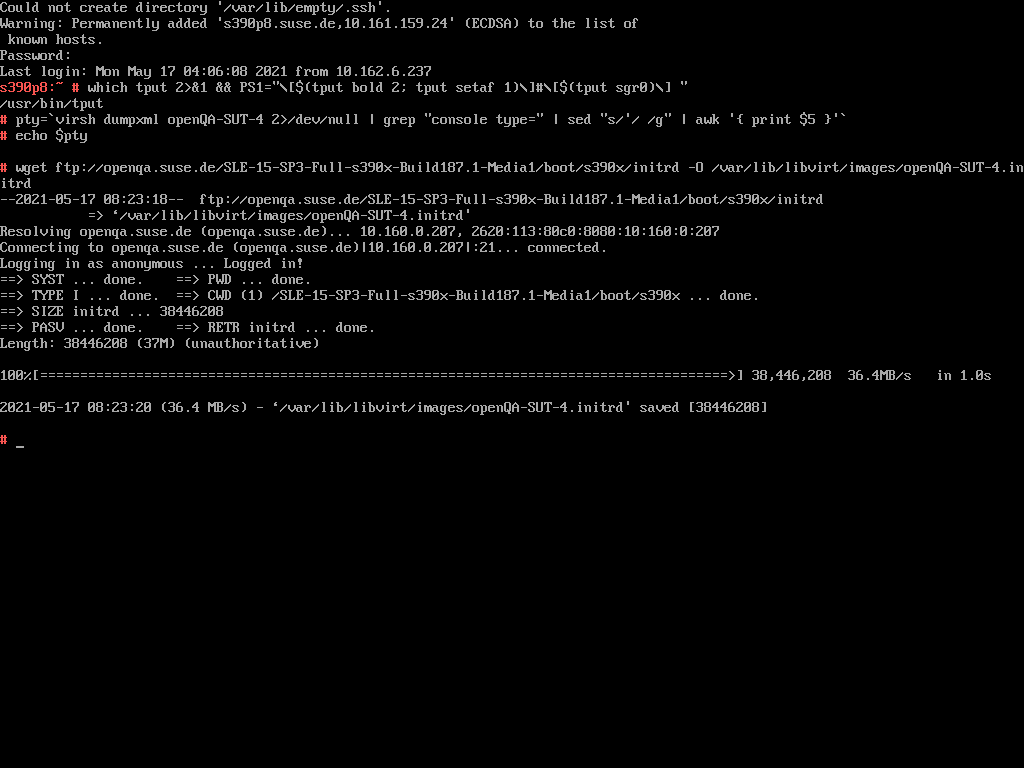 Could not create directory '/var/lib/empty/.ssh'.
Warning: Permanently added 's390p8.suse.de,10.161.159.24' (ECDSA) to the list of
 known hosts.
Password:
Last login: Mon May 17 04:06:08 2021 from 10.162.6.237
s390p8:~ # which tput 2>&1 && PS1="\[$(tput bold 2; tput setaf 1)\]#\[$(tput sgr0)\] "
/usr/bin/tput
# pty=`virsh dumpxml openQA-SUT-4 2>/dev/null | grep "console type=" | sed "s/'/ /g" | awk '{ print $5 }'`
# echo $pty

# wget ftp://openqa.suse.de/SLE-15-SP3-Full-s390x-Build187.1-Media1/boot/s390x/initrd -O /var/lib/libvirt/images/openQA-SUT-4.in
itrd
--2021-05-17 08:23:18--  ftp://openqa.suse.de/SLE-15-SP3-Full-s390x-Build187.1-Media1/boot/s390x/initrd
           => ‘/var/lib/libvirt/images/openQA-SUT-4.initrd'
Resolving openqa.suse.de (openqa.suse.de)... 10.160.0.207, 2620:113:80c0:8080:10:160:0:207
Connecting to openqa.suse.de (openqa.suse.de)|10.160.0.207|:21... connected.
Logging in as anonymous ... Logged in!
==> SYST ... done.    ==> PWD ... done.
==> TYPE I ... done.  ==> CWD (1) /SLE-15-SP3-Full-s390x-Build187.1-Media1/boot/s390x ... done.
==> SIZE initrd ... 38446208
==> PASV ... done.    ==> RETR initrd ... done.
Length: 38446208 (37M) (unauthoritative)

100%[======================================================================================>] 38,446,208  36.4MB/s   in 1.0s

2021-05-17 08:23:20 (36.4 MB/s) - ‘/var/lib/libvirt/images/openQA-SUT-4.initrd' saved [38446208]

# _